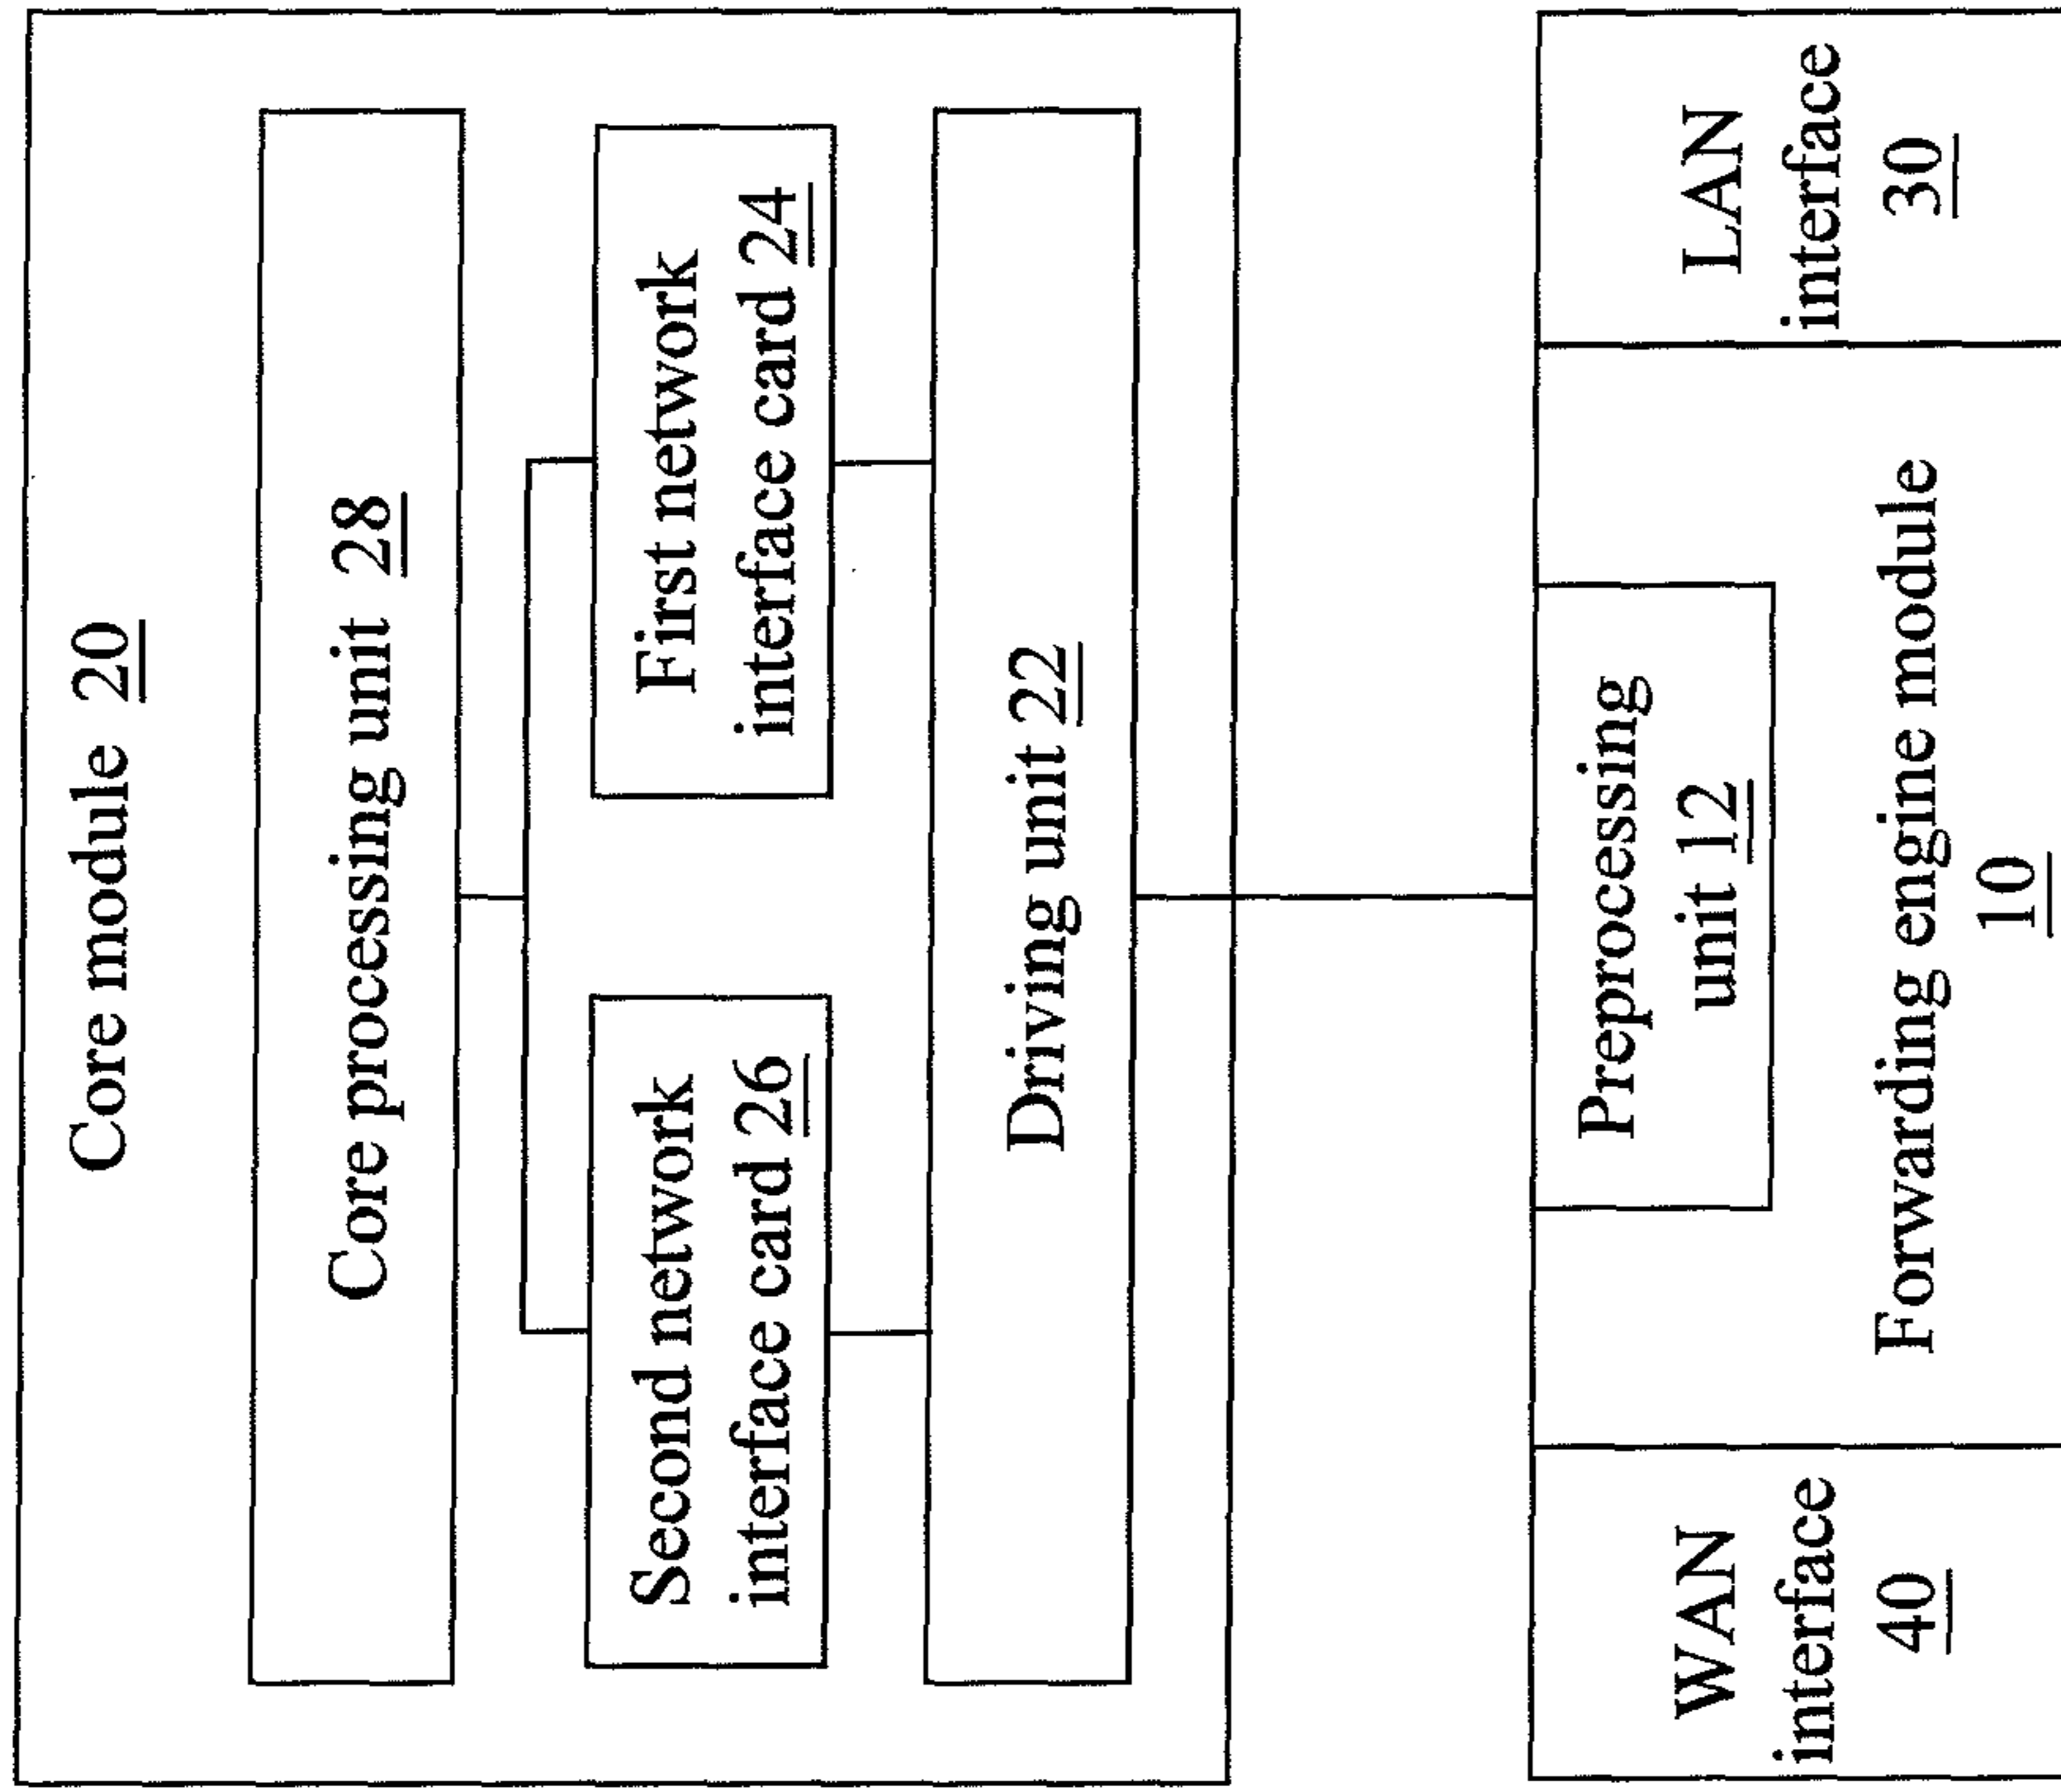 Core module 20
Core processing unit 28
Second network
interface card 26
First network
interface card 24
Driving unit 22
WAN
interface
40
Preprocessing
unit 12
Forwarding engine module
10
LAN
interface
30